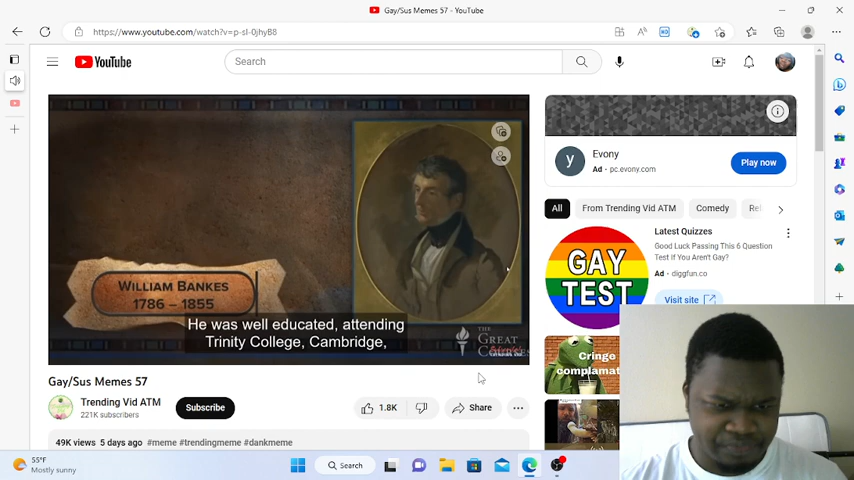 Gay/Sus Memes 57 - YouTube
https://www.youtube.com/watch?v=p-sI-0jhyB8
YouTube
Search
WILLIAM BANKES
1786 – 1855
He was well educated, attending
Trinity College, Cambridge,
THE
GREAT
Gay/Sus Memes 57
Trending Vid ATM
221K subscribers
Subscribe
1.8K
Share
49K views 5 days ago #meme #trendingmeme #dankmeme
Evony
Ad • pc.evony.com
Play now
y
All
From Trending Vid ATM
Comedy
Latest Quizzes
Good Luck Passing This 6 Question
Test If You Aren't Gay?
Ad • diggfun.co
Visit site
GAY
TEST
Cringe
complamat
55°F
Mostly sunny
Search